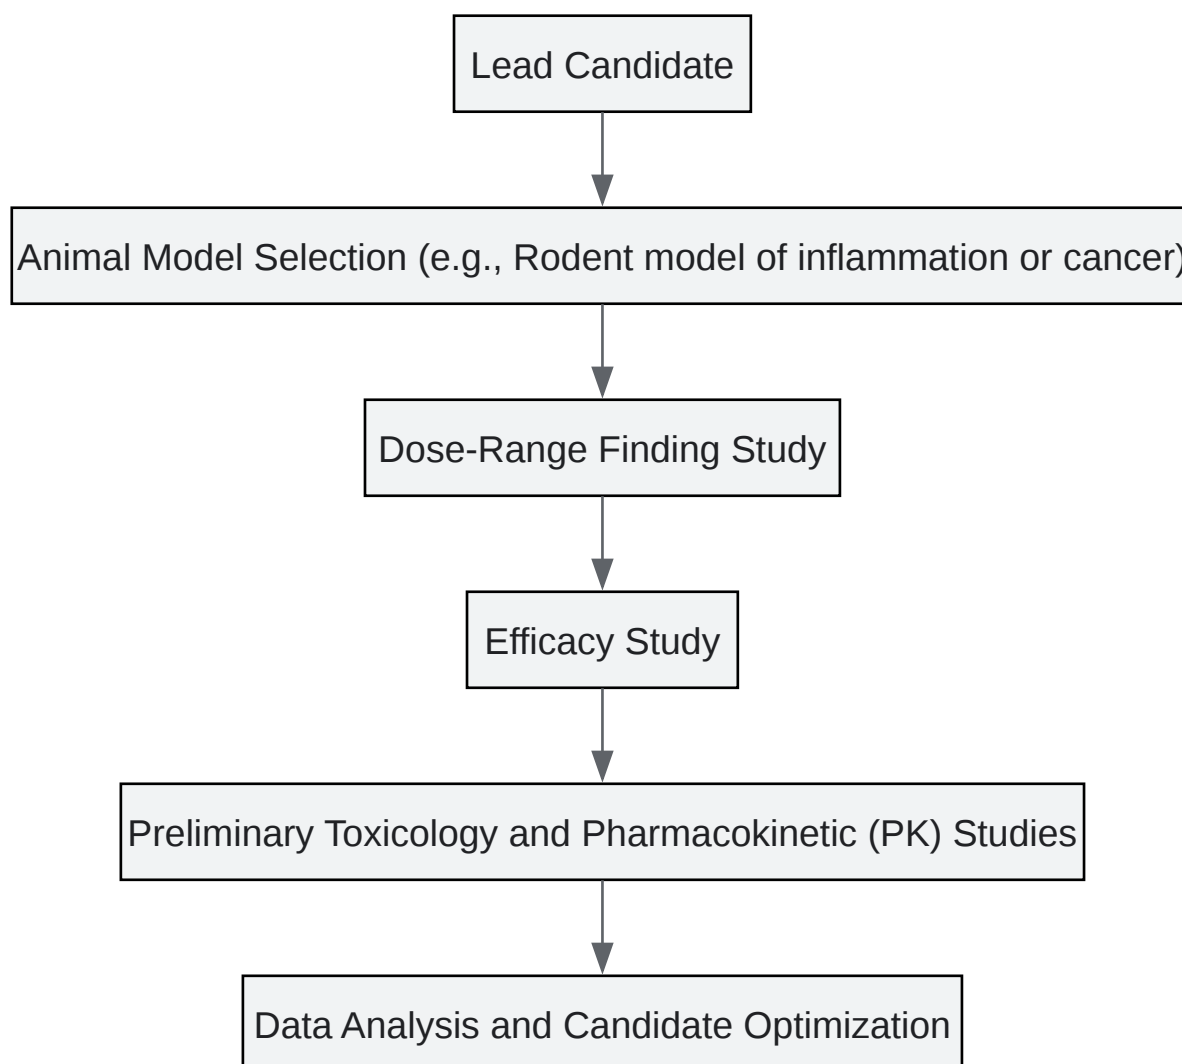 Lead Candidate
Animal Model Selection (e.g., Rodent model of inflammation or cancer)
Dose-Range Finding Study
Efficacy Study
Preliminary Toxicology and Pharmacokinetic (PK) Studies
Data Analysis and Candidate Optimization